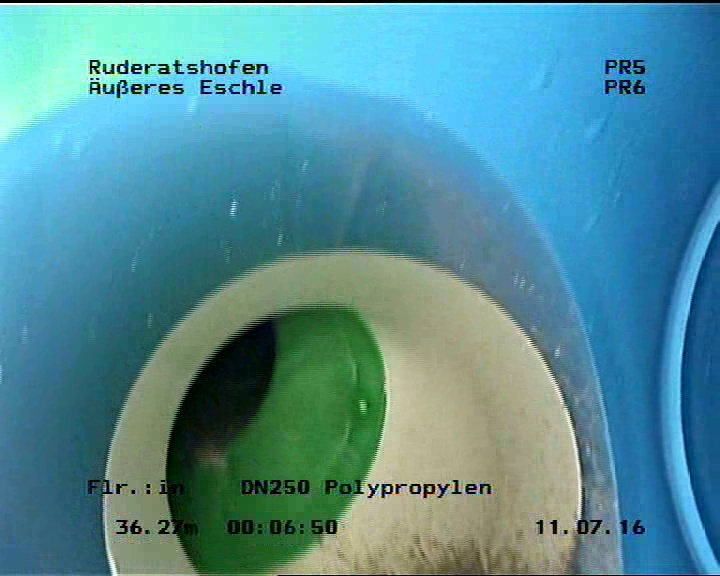 Ruderatshofen PR5
Äußeres Eschle PR6
Flr.:in DN250 Polypropylen
36.27m 00:06:50 11.07.16